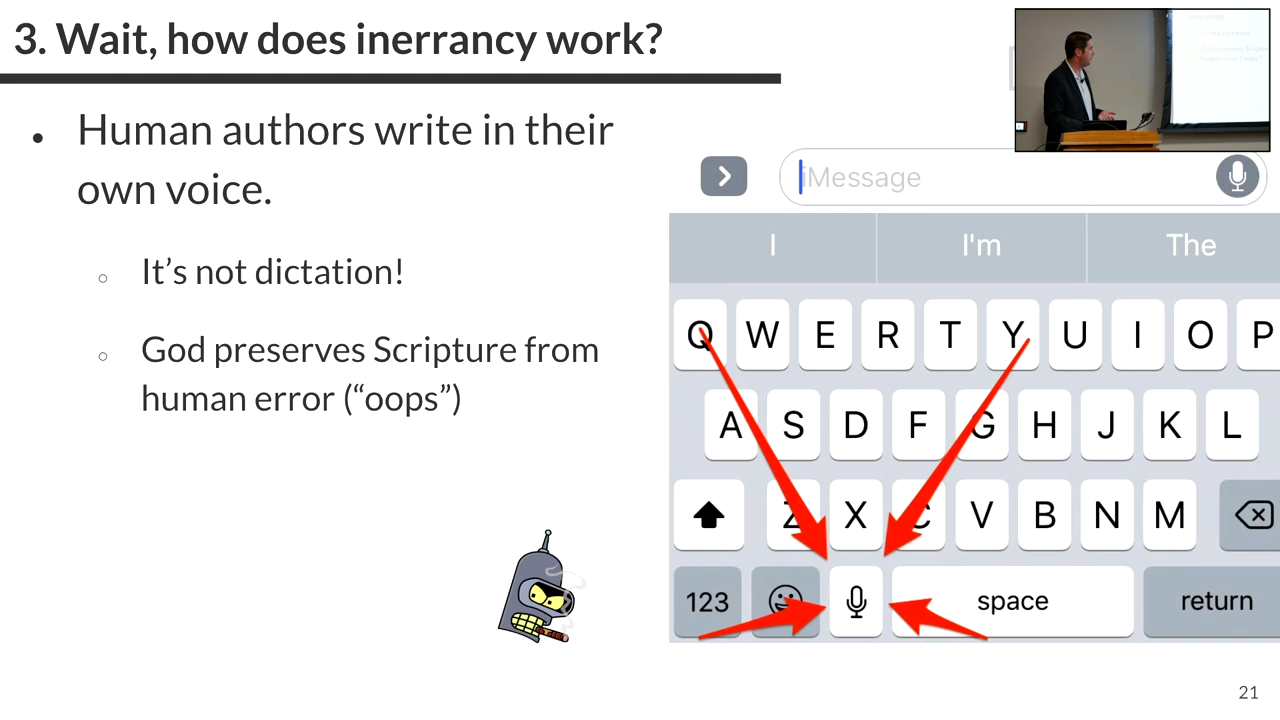 3. Wait, how does inerrancy work?
● Human authors write in their
own voice.
○ It’s not dictation!
○ God preserves Scripture from
human error (“oops”)
iMessage
I I'm The
Q W E R T Y U I O P
A S D F G H J K L
Z X C V B N M
123 space return
21